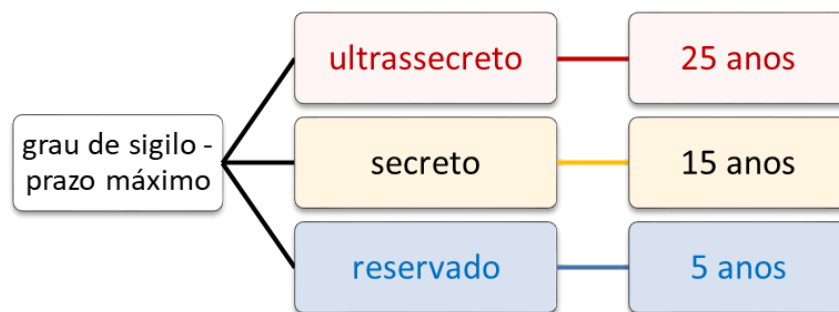 grau de sigilo -
prazo máximo
ultrassecreto
25 anos
secreto
15 anos
reservado
5 anos